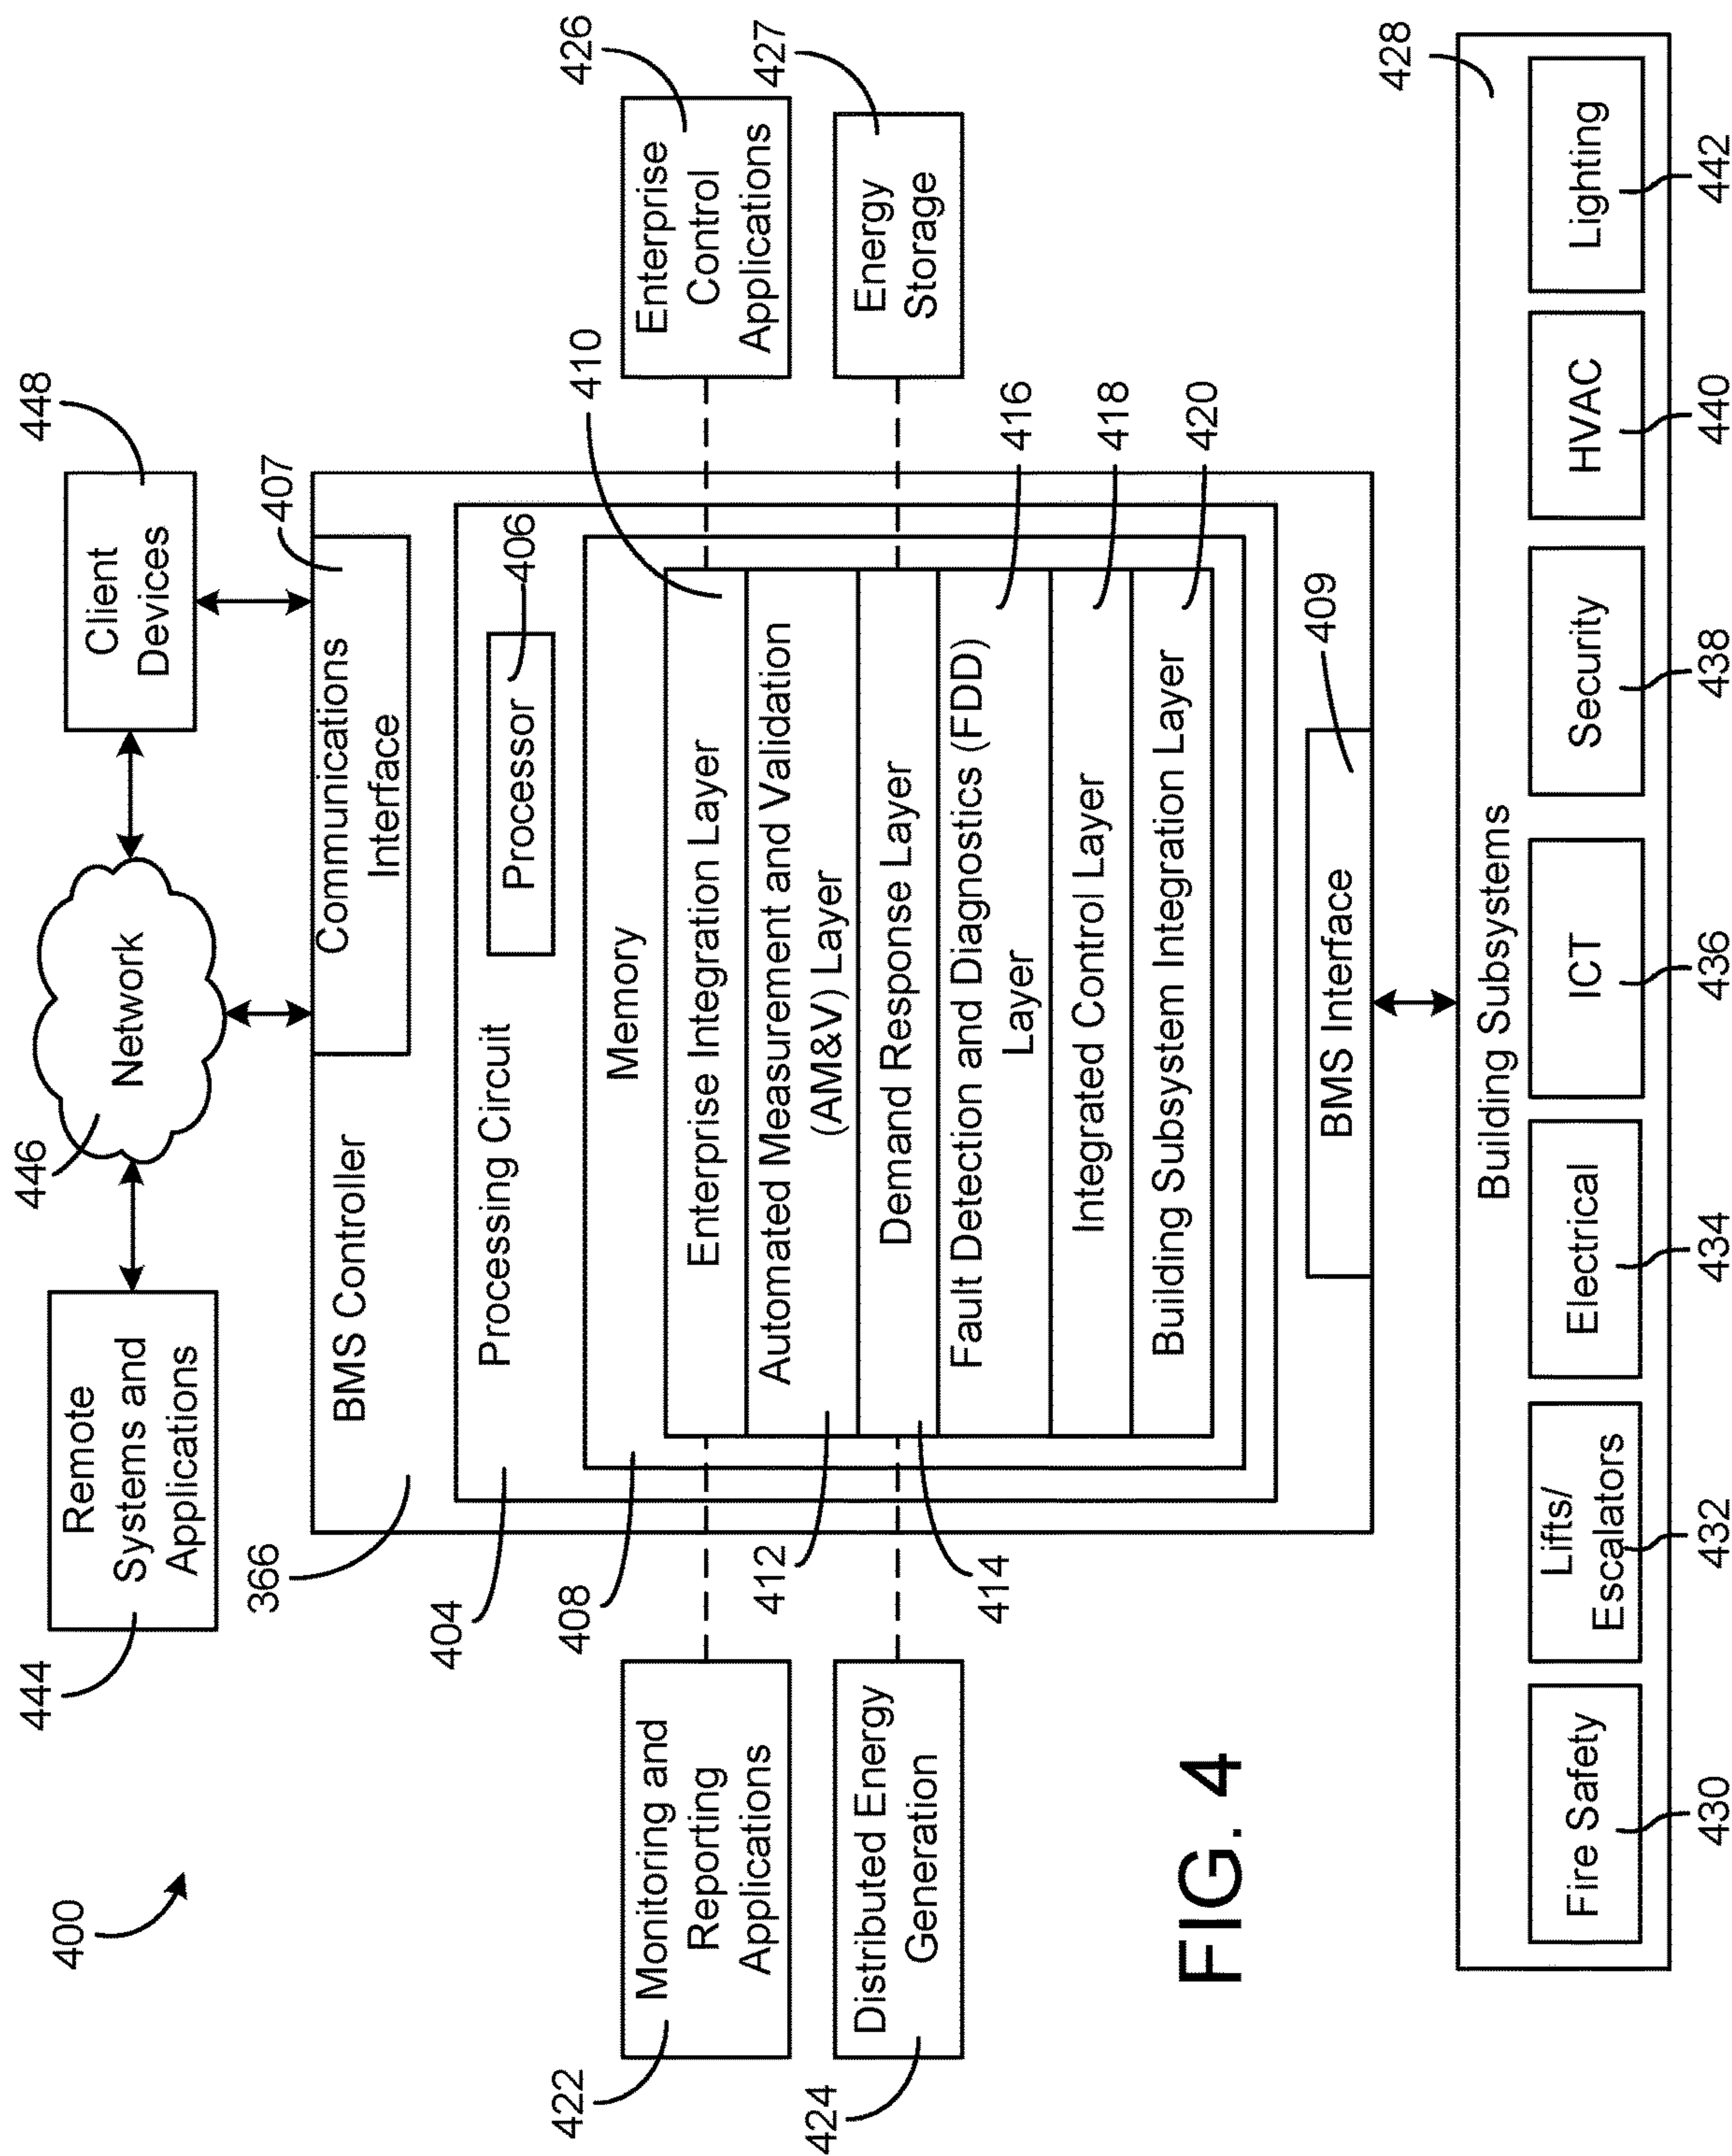 400
444
Remote
Systems and
Applications
446
Network
448
Client
Devices
366
BMS Controller
407
Communications
Interface
404
Processing Circuit
Processor
406
408
Memory
410
Enterprise Integration Layer
412
Automated Measurement and Validation
(AM&V) Layer
414
Demand Response Layer
416
Fault Detection and Diagnostics (FDD)
Layer
418
Integrated Control Layer
420
Building Subsystem Integration Layer
422
Monitoring and
Reporting
Applications
424
Distributed Energy
Generation
426
Enterprise
Control
Applications
427
Energy
Storage
409
BMS Interface
FIG. 4
428
Building Subsystems
Fire Safety
Lifts/
Escalators
Electrical
ICT
Security
HVAC
Lighting
430
432
434
436
438
440
442